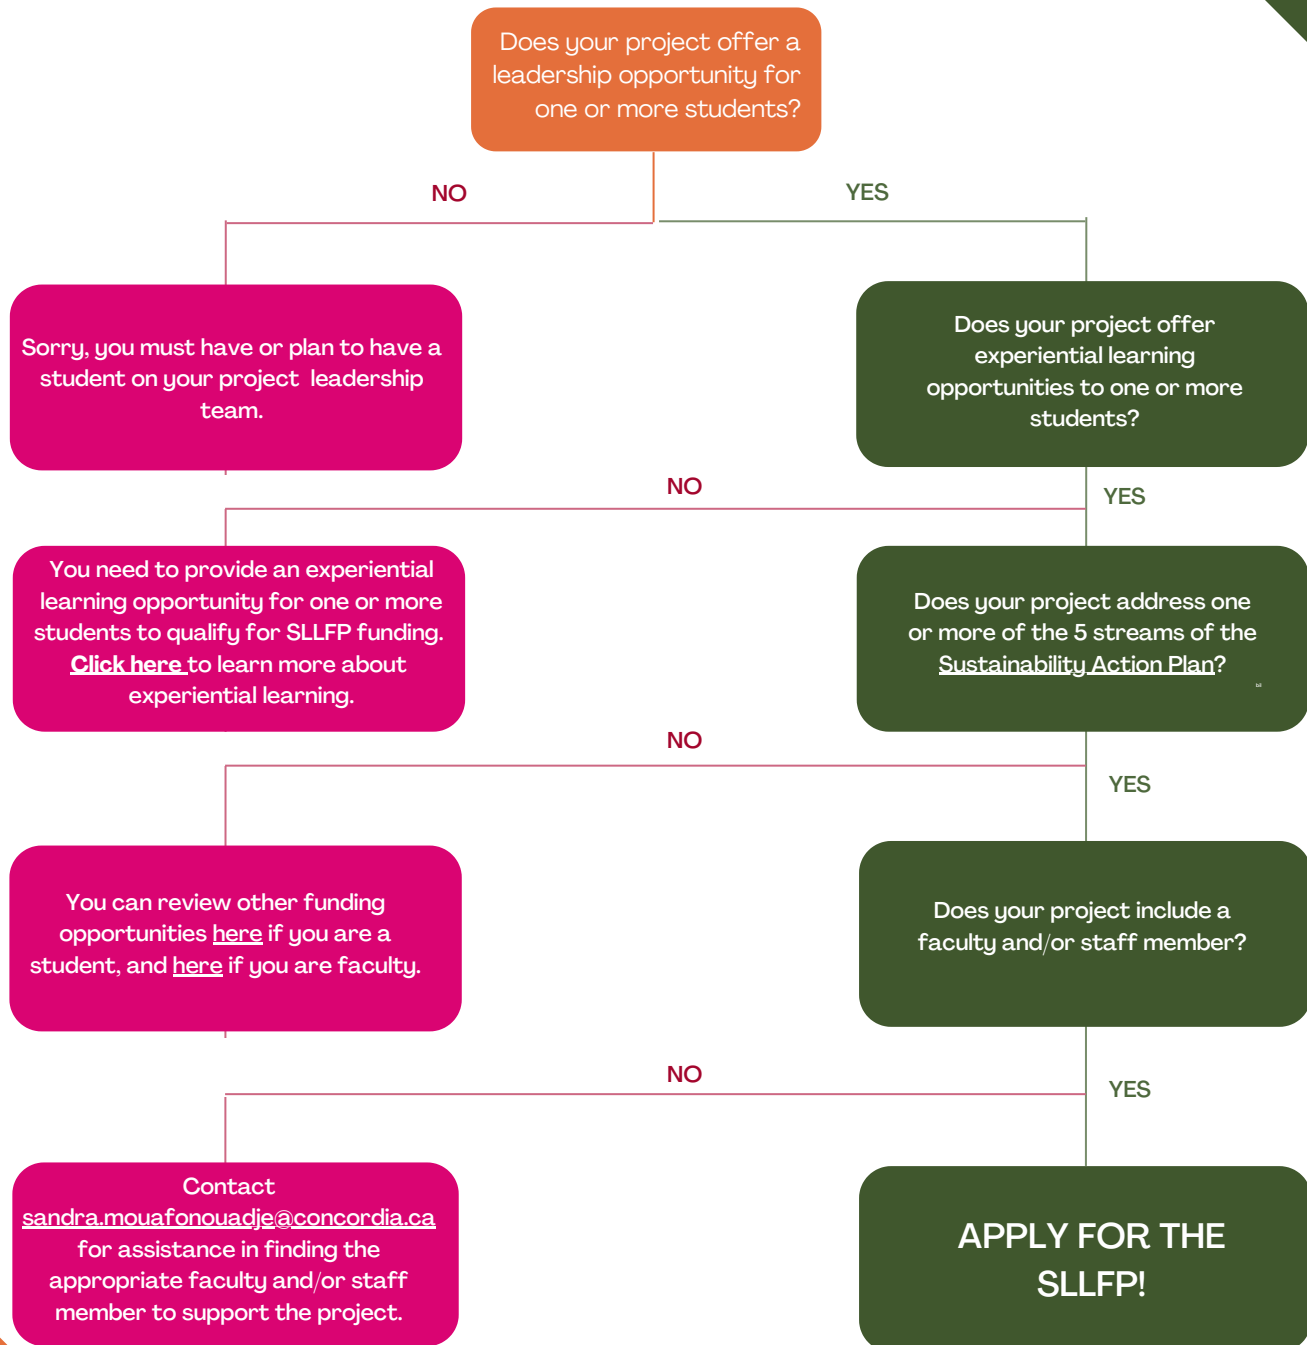 Does your project offer a
leadership opportunity for
one or more students?
NO
YES
Sorry, you must have or plan to have a
student on your project leadership
team.
Does your project offer
experiential learning
opportunities to one or more
students?
NO
YES
You need to provide an experiential
learning opportunity for one or more
students to qualify for SLLFP funding.
Click here to learn more about
experiential learning.
Does your project address one
or more of the 5 streams of the
Sustainability Action Plan?
NO
YES
You can review other funding
opportunities here if you are a
student, and here if you are faculty.
Does your project include a
faculty and/or staff member?
NO
YES
Contact
sandra.mouafonouadje@concordia.ca
for assistance in finding the
appropriate faculty and/or staff
member to support the project.
APPLY FOR THE
SLLFP!